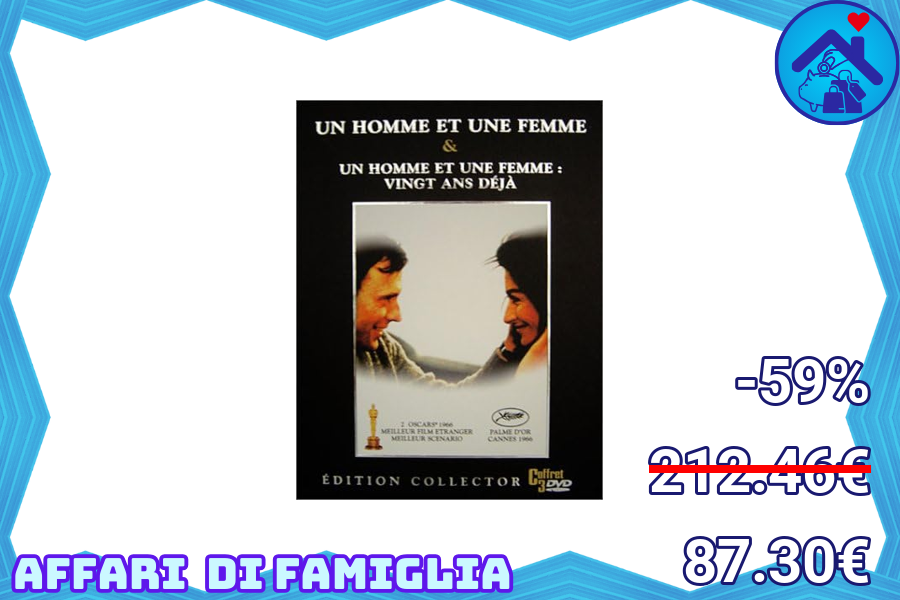 UN HOMME ET UNE FEMME
&
UN HOMME ET UNE FEMME :
VINGT ANS DÉJÀ
2 OSCARS® 1966
MEILLEUR FILM ETRANGER
MEILLEUR SCENARIO
PALME D'OR
CANNES 1966
ÉDITION COLLECTOR
Coffret
3 DVD
-59%
212.46€
87.30€
AFFARI DI FAMIGLIA